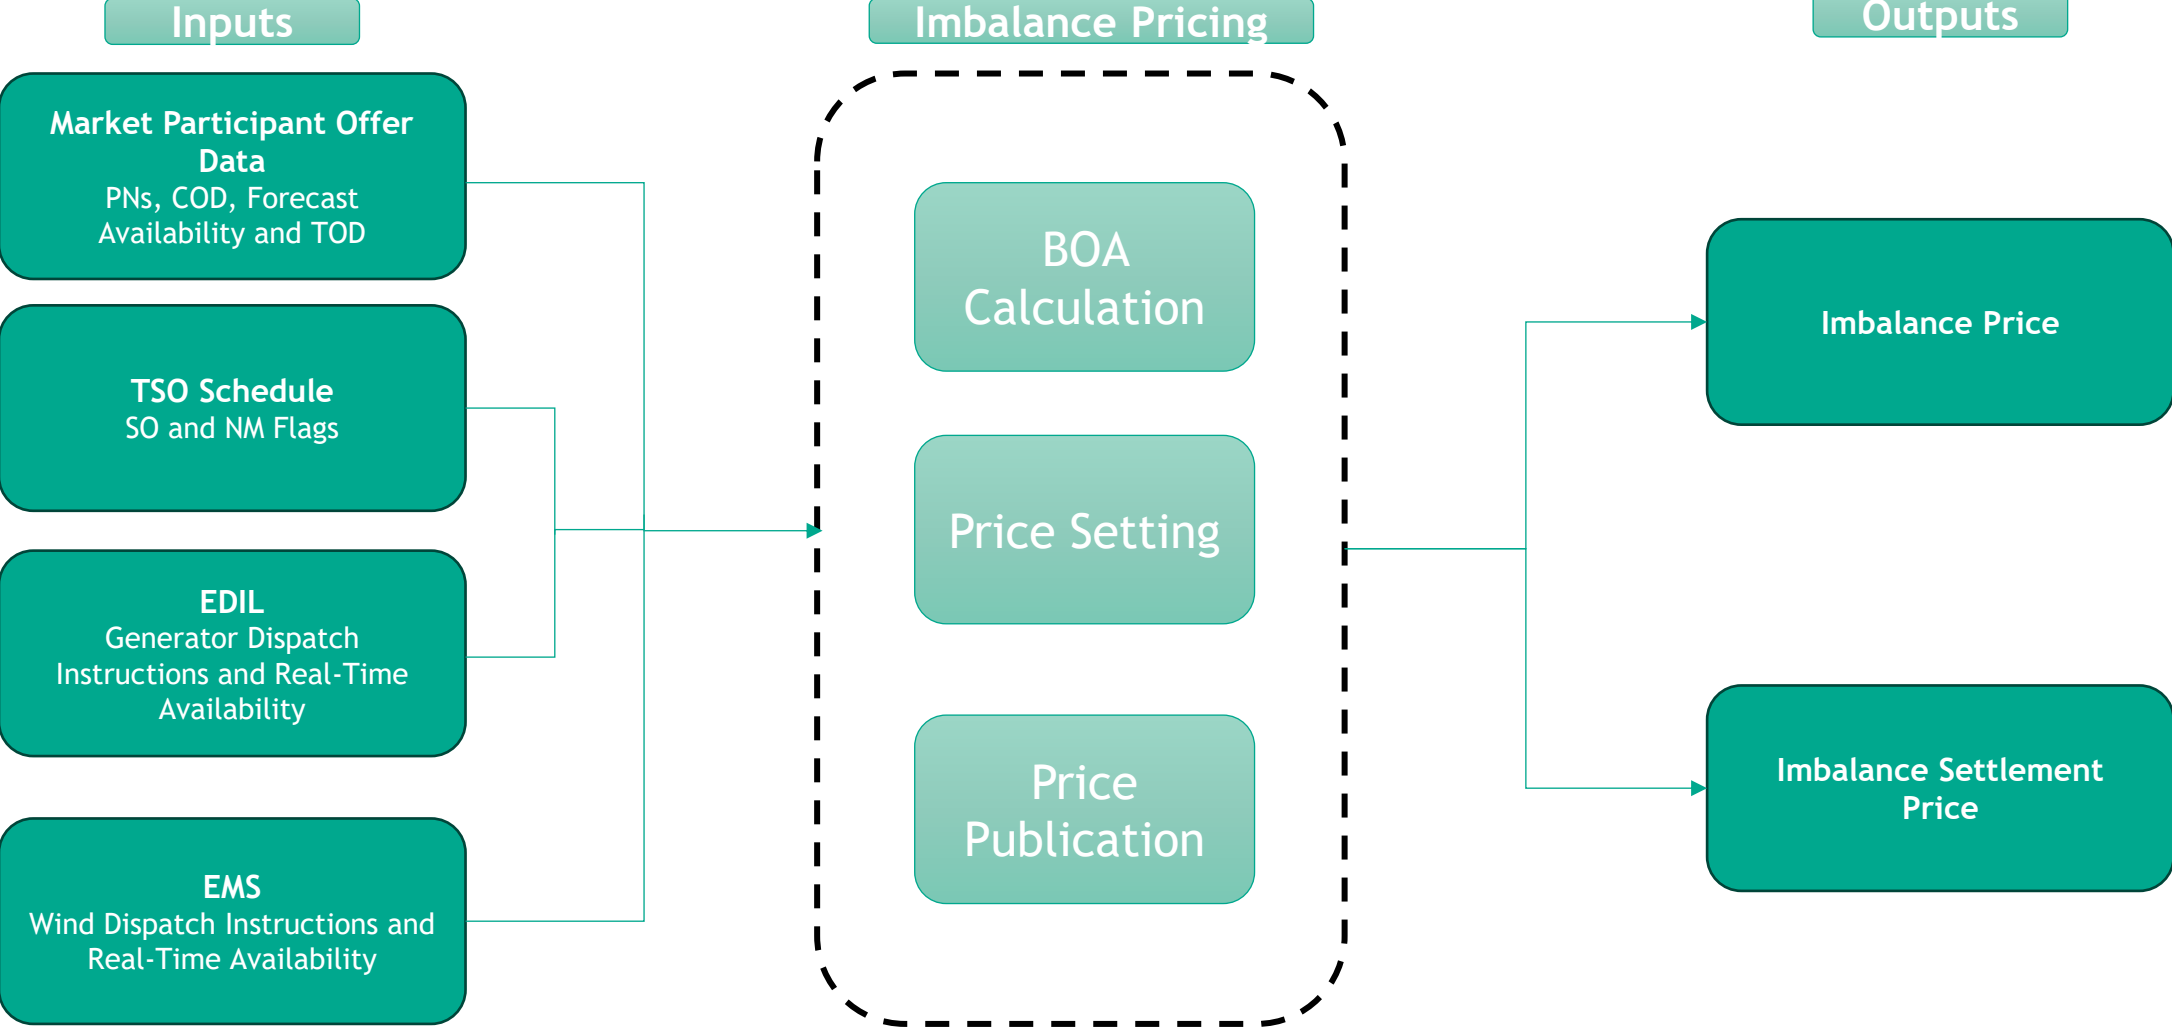 Inputs
Imbalance Pricing
Outputs
Market Participant Offer
Data
PNs, COD, Forecast
Availability and TOD
TSO Schedule
SO and NM Flags
EDIL
Generator Dispatch
Instructions and Real-Time
Availability
EMS
Wind Dispatch Instructions and
Real-Time Availability
BOA
Calculation
Price Setting
Price
Publication
Imbalance Price
Imbalance Settlement
Price